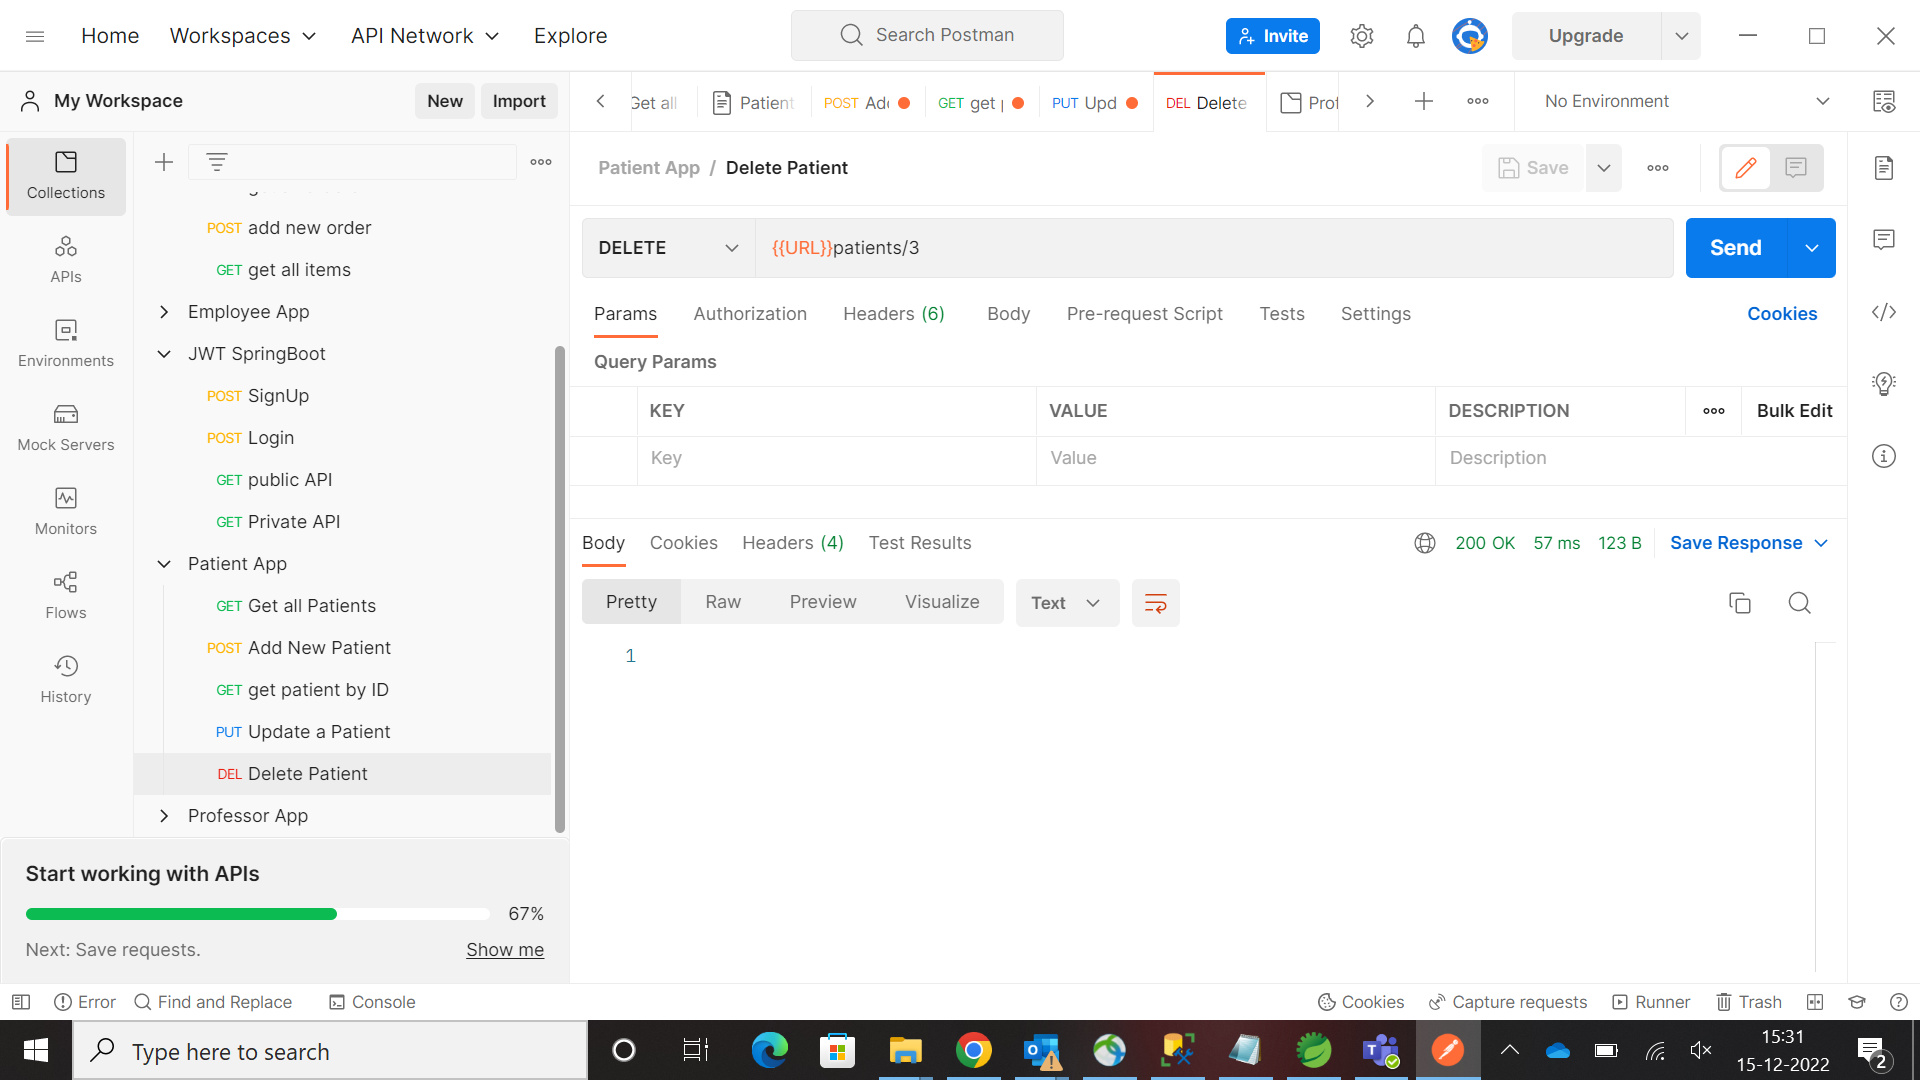 Home Workspaces API Network Explore Search Postman Invite Upgrade
My Workspace New Import
Get all Patient POST Add GET get PUT Upd DEL Delete Prof No Environment
Collections
APIs
Environments
Mock Servers
Monitors
Flows
History
POST add new order
GET get all items
Employee App
JWT SpringBoot
POST SignUp
POST Login
GET public API
GET Private API
Patient App
GET Get all Patients
POST Add New Patient
GET get patient by ID
PUT Update a Patient
DEL Delete Patient
Professor App
Start working with APIs
67%
Next: Save requests. Show me
Patient App / Delete Patient Save
DELETE {{URL}}patients/3 Send
Params Authorization Headers (6) Body Pre-request Script Tests Settings Cookies
Query Params
KEY VALUE DESCRIPTION Bulk Edit
Key Value Description
Body Cookies Headers (4) Test Results 200 OK 57 ms 123 B Save Response
Pretty Raw Preview Visualize Text
1
Error Find and Replace Console Cookies Capture requests Runner Trash
Type here to search
15:31
15-12-2022
2